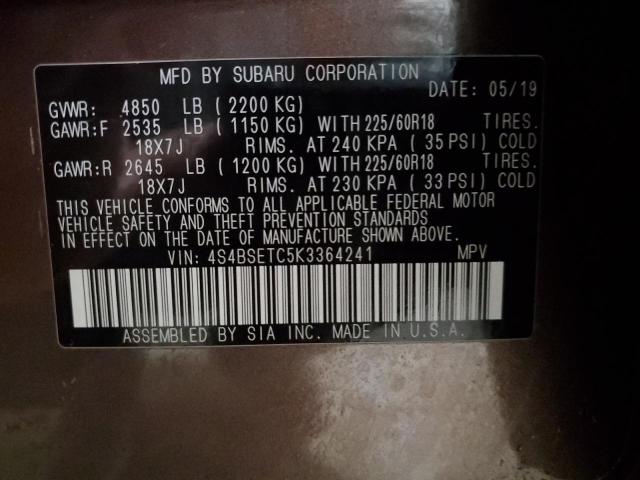 MFD BY SUBARU CORPORATION
DATE: 05/19
GVWR: 4850 LB (2200 KG)
GAWR:F 2535 LB (1150 KG) WITH 225/60R18 TIRES.
18X7J RIMS. AT 240 KPA (35 PSI) COLD
GAWR:R 2645 LB (1200 KG) WITH 225/60R18 TIRES.
18X7J RIMS. AT 230 KPA (33 PSI) COLD
THIS VEHICLE CONFORMS TO ALL APPLICABLE FEDERAL MOTOR
VEHICLE SAFETY AND THEFT PREVENTION STANDARDS
IN EFFECT ON THE DATE OF MANUFACTURE SHOWN ABOVE.
VIN: 4S4BSETC5K3364241 MPV
ASSEMBLED BY SIA INC. MADE IN U.S.A.